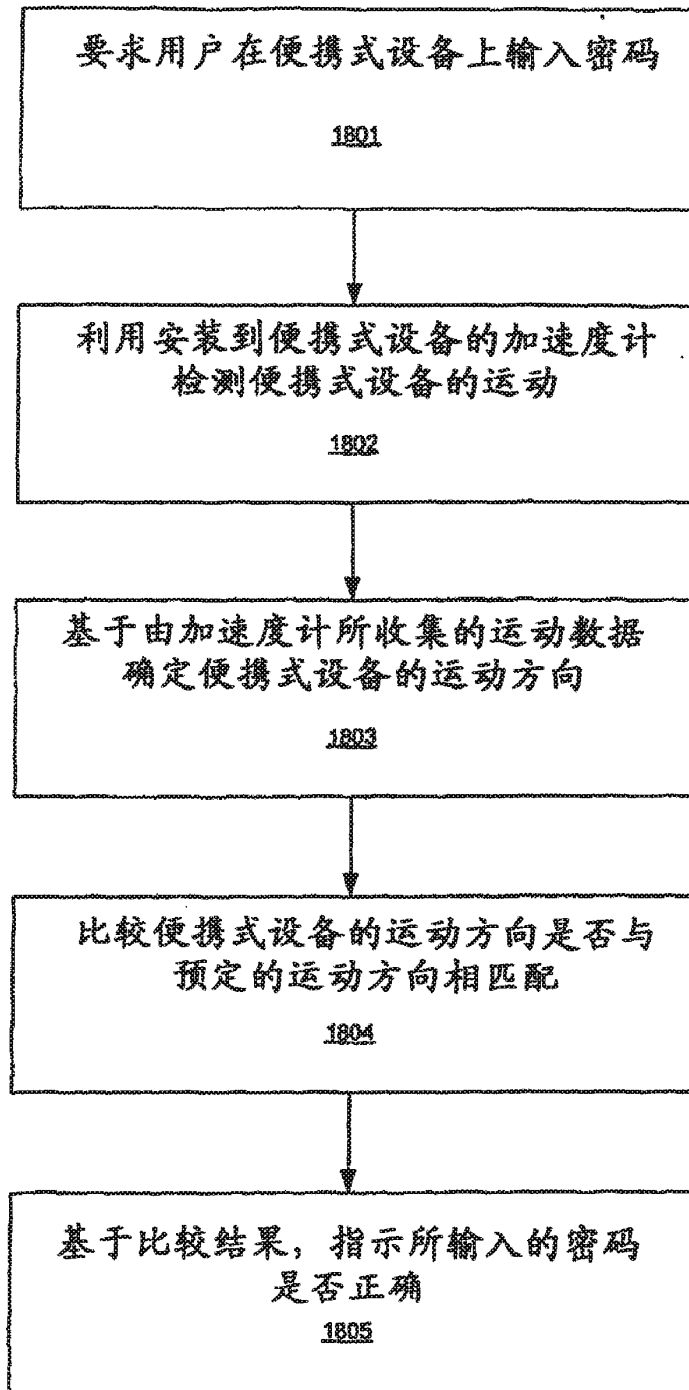 要求用户在便携式设备上输入密码
1801
利用安装到便携式设备的加速度计
检测便携式设备的运动
1802
基于由加速度计所收集的运动数据
确定便携式设备的运动方向
1803
比较便携式设备的运动方向是否与
预定的运动方向相匹配
1804
基于比较结果，指示所输入的密码
是否正确
1805